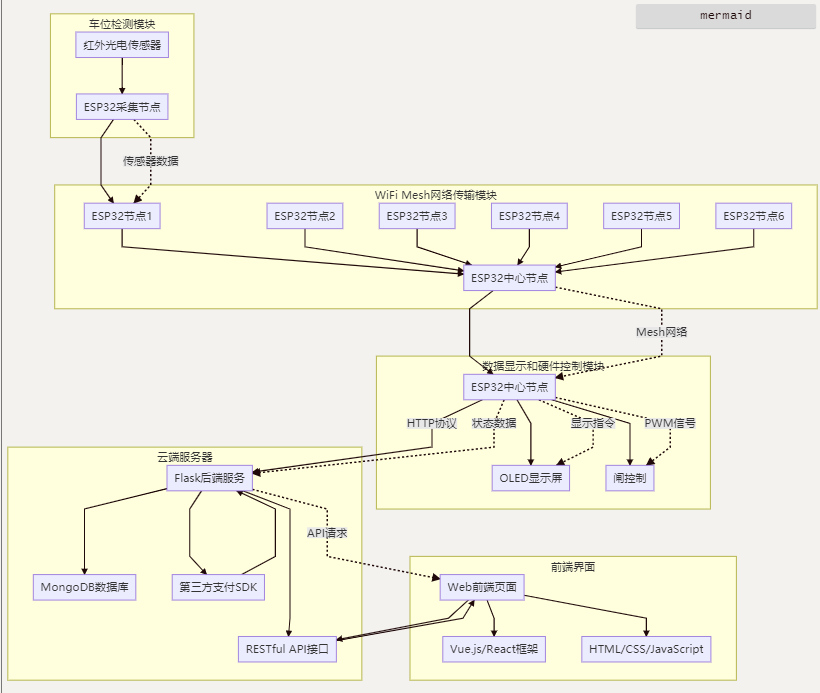 mermaid
车位检测模块
红外光电传感器
ESP32采集节点
传感器数据
WiFi Mesh网络传输模块
ESP32节点1
ESP32节点2
ESP32节点3
ESP32节点4
ESP32节点5
ESP32节点6
ESP32中心节点
Mesh网络
数据显示和硬件控制模块
ESP32中心节点
HTTP协议
状态数据
显示指令
PWM信号
云端服务器
Flask后端服务
OLED显示屏
闸控制
API请求
前端界面
MongoDB数据库
第三方支付SDK
Web前端页面
RESTful API接口
Vue.js/React框架
HTML/CSS/JavaScript